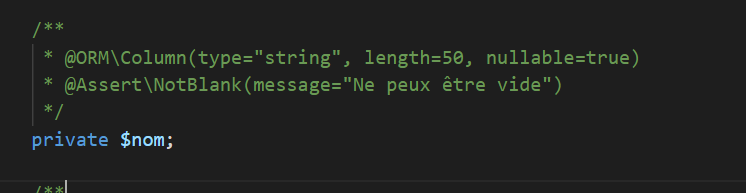 /**
* @ORM\Column(type="string", length=50, nullable=true)
* @Assert\NotBlank(message="Ne peux être vide")
*/
private $nom;
/**